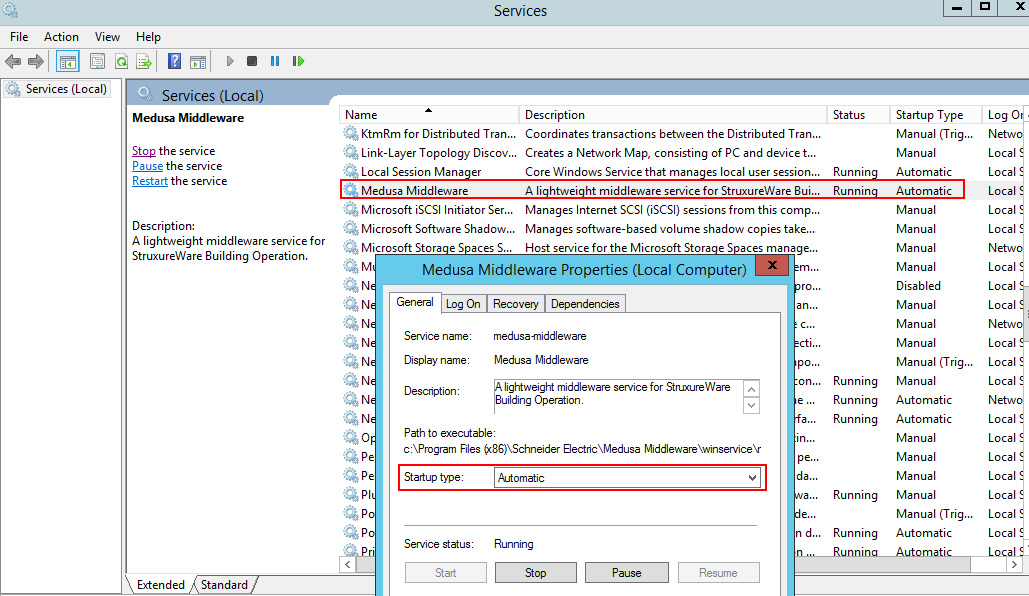 Services
File Action View Help
Services (Local)
Services (Local)
Medusa Middleware
Stop the service
Pause the service
Restart the service
Description:
A lightweight middleware service for
StruxureWare Building Operation.
Name Description Status Startup Type Log On
KtmRm for Distributed Tran... Coordinates transactions between the Distributed Tran... Manual (Trig... Netwo
Link-Layer Topology Discov... Creates a Network Map, consisting of PC and device t... Manual Local S
Local Session Manager Core Windows Service that manages local user session... Running Automatic Local S
Medusa Middleware A lightweight middleware service for StruxureWare Bui... Running Automatic Local S
Microsoft iSCSI Initiator Ser... Manages Internet SCSI (iSCSI) sessions from this comp... Manual Local S
Microsoft Software Shadow... Manages software-based volume shadow copies take... Manual Local S
Microsoft Storage Spaces S... Host service for the Microsoft Storage Spaces manage... Manual Netwo
Mu em... Manual Local S
Ne pro... Disabled Local S
Ne Manual Local S
Ne e c... Manual Netwo
Ne ecti... Manual Local S
Ne apo... Manual (Trig... Local S
Ne con... Running Manual Local S
Ne he ... Running Automatic Netwo
Ne Running Automatic Local S
Op tin... Manual Local S
Pe Manual Local S
Pe da... Manual Local S
Plu wa... Running Manual Local S
Po de... Manual (Trig... Local S
Po n d... Running Automatic Local S
Pri n... Running Automatic Local S
Extended Standard
Medusa Middleware Properties (Local Computer)
General Log On Recovery Dependencies
Service name: medusa-middleware
Display name: Medusa Middleware
Description: A lightweight middleware service for StruxureWare
Building Operation.
Path to executable:
c:\Program Files (x86)\Schneider Electric\Medusa Middleware\winservice\r
Startup type: Automatic
Service status: Running
Start Stop Pause Resume